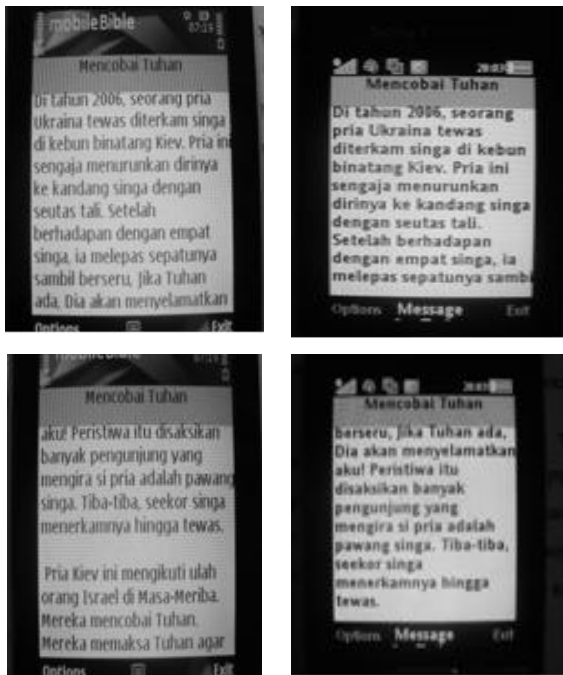 mobileBible
07:15
Mencobai Tuhan
Di tahun 2006, seorang pria
Ukraina tewas diterkam singa
di kebun binatang Kiev. Pria ini
sengaja menurunkan dirinya
ke kandang singa dengan
seutas tali. Setelah
berhadapan dengan empat
singa, ia melepas sepatunya
sambil berseru, Jika Tuhan
ada, Dia akan menyelamatkan
Options
Exit
20:03
Mencobai Tuhan
Di tahun 2006, seorang
pria Ukraina tewas
diterkam singa di kebun
binatang Kiev. Pria ini
sengaja menurunkan
dirinya ke kandang singa
dengan seutas tali.
Setelah berhadapan
dengan empat singa, ia
melepas sepatunya sambil
Options Message Exit
mobileBible
07:15
Mencobai Tuhan
aku! Peristiwa itu disaksikan
banyak pengunjung yang
mengira si pria adalah pawang
singa. Tiba-tiba, seekor singa
menerkamnya hingga tewas.
Pria Kiev ini mengikuti ulah
orang Israel di Masa-Meriba.
Mereka mencobai Tuhan.
Mereka memaksa Tuhan agar
Options
Exit
Mencobai Tuhan
berseru, Jika Tuhan ada,
Dia akan menyelamatkan
aku! Peristiwa itu
disaksikan banyak
pengunjung yang
mengira si pria adalah
pawang singa. Tiba-tiba,
seekor singa
menerkamnya hingga
tewas.
Options Message Exit